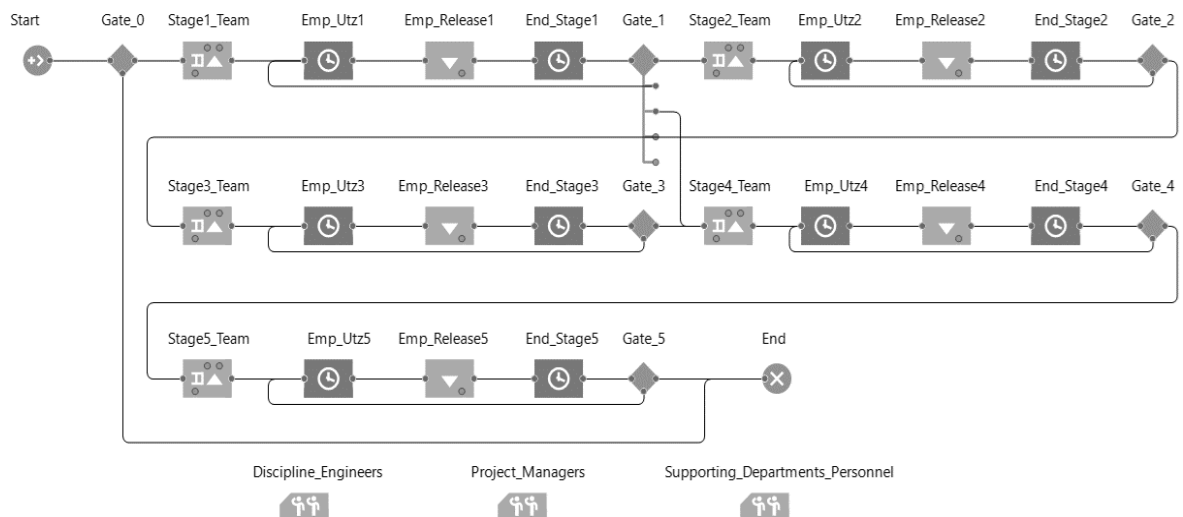 Start Gate_0 Stage1_Team Emp_Utz1 Emp_Release1 End_Stage1 Gate_1 Stage2_Team Emp_Utz2 Emp_Release2 End_Stage2 Gate_2
Stage3_Team Emp_Utz3 Emp_Release3 End_Stage3 Gate_3 Stage4_Team Emp_Utz4 Emp_Release4 End_Stage4 Gate_4
Stage5_Team Emp_Utz5 Emp_Release5 End_Stage5 Gate_5 End
Discipline_Engineers Project_Managers Supporting_Departments_Personnel